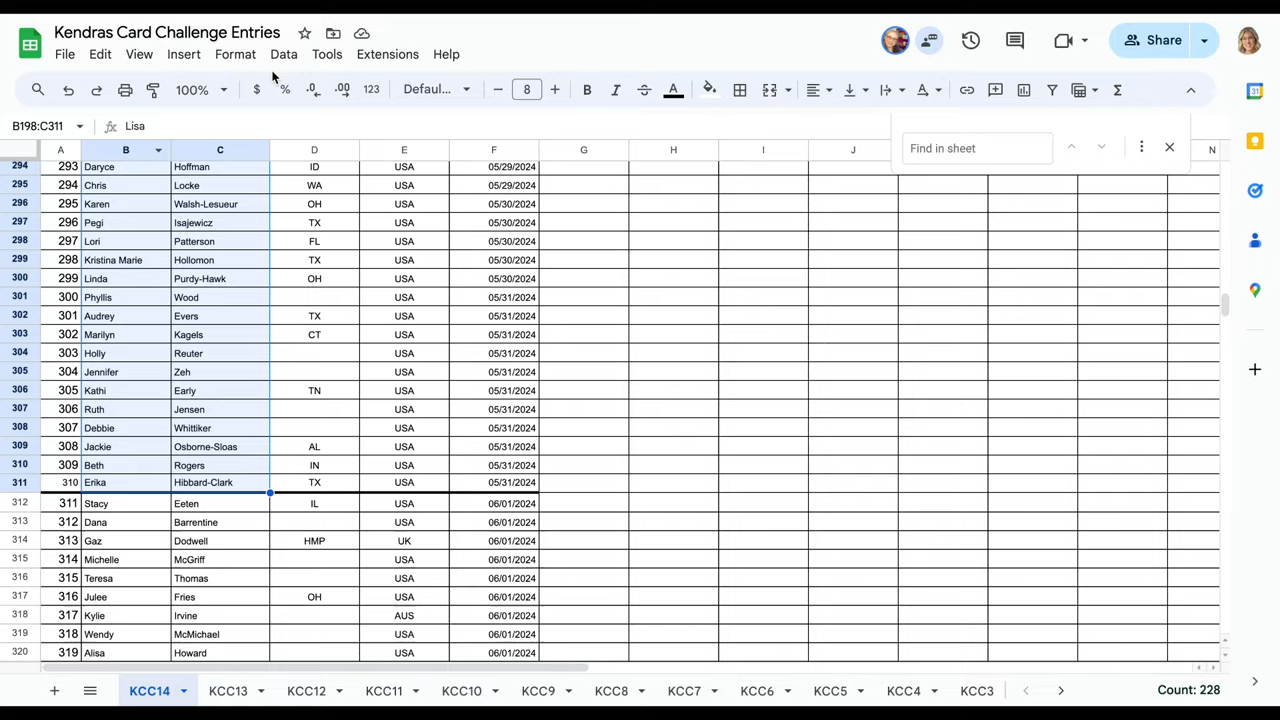 Kendras Card Challenge Entries
File Edit View Insert Format Data Tools Extensions Help
Share
100% $ % .0 .00 123 Defaul... 8 B I A Σ
B198:C311 fx Lisa
Find in sheet
A B C D E F G H I J N
294 293 Daryce Hoffman ID USA 05/29/2024
295 294 Chris Locke WA USA 05/29/2024
296 295 Karen Walsh-Lesueur OH USA 05/30/2024
297 296 Pegi Isajewicz TX USA 05/30/2024
298 297 Lori Patterson FL USA 05/30/2024
299 298 Kristina Marie Hollomon TX USA 05/30/2024
300 299 Linda Purdy-Hawk OH USA 05/30/2024
301 300 Phyllis Wood USA 05/31/2024
302 301 Audrey Evers TX USA 05/31/2024
303 302 Marilyn Kagels CT USA 05/31/2024
304 303 Holly Reuter USA 05/31/2024
305 304 Jennifer Zeh USA 05/31/2024
306 305 Kathi Early TN USA 05/31/2024
307 306 Ruth Jensen USA 05/31/2024
308 307 Debbie Whittiker USA 05/31/2024
309 308 Jackie Osborne-Sloas AL USA 05/31/2024
310 309 Beth Rogers IN USA 05/31/2024
311 310 Erika Hibbard-Clark TX USA 05/31/2024
312 311 Stacy Eeten IL USA 06/01/2024
313 312 Dana Barrentine USA 06/01/2024
314 313 Gaz Dodwell HMP UK 06/01/2024
315 314 Michelle McGriff USA 06/01/2024
316 315 Teresa Thomas USA 06/01/2024
317 316 Julee Fries OH USA 06/01/2024
318 317 Kylie Irvine AUS 06/01/2024
319 318 Wendy McMichael USA 06/01/2024
320 319 Alisa Howard USA 06/01/2024
KCC14 KCC13 KCC12 KCC11 KCC10 KCC9 KCC8 KCC7 KCC6 KCC5 KCC4 KCC3 Count: 228